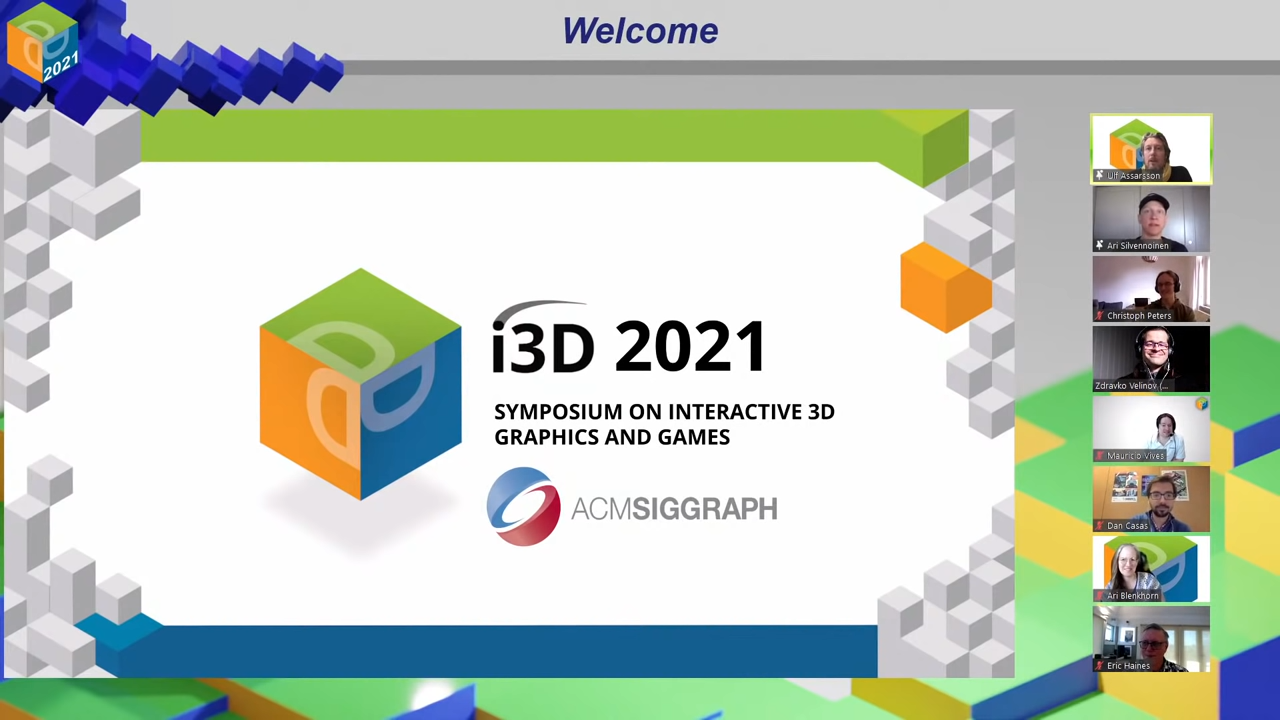 Welcome
2021
i3D 2021
SYMPOSIUM ON INTERACTIVE 3D
GRAPHICS AND GAMES
ACMSIGGRAPH
Ulf Assarsson
Ari Silvennoinen
Christoph Peters
Zdravko Velinov (...
Mauricio Vives
Dan Casas
Ari Blenkhorn
Eric Haines